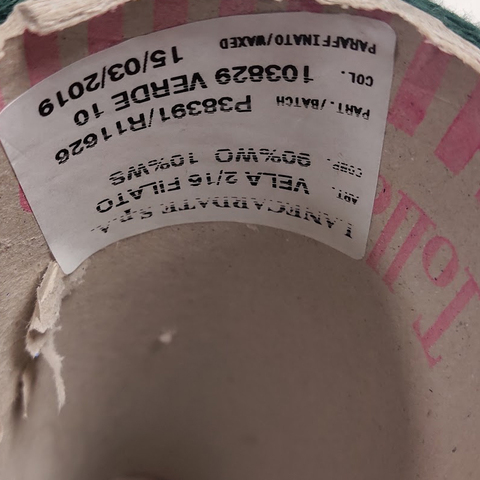 LANECARDATE S.P.A.
ART. VELA 2/16 FILATO
COMP. 90%WO 10%WS
PART./BATCH P38391/R11626
COL. 103829 VERDE 10
PARAFFINATO/WAXED 15/03/2019
Toll